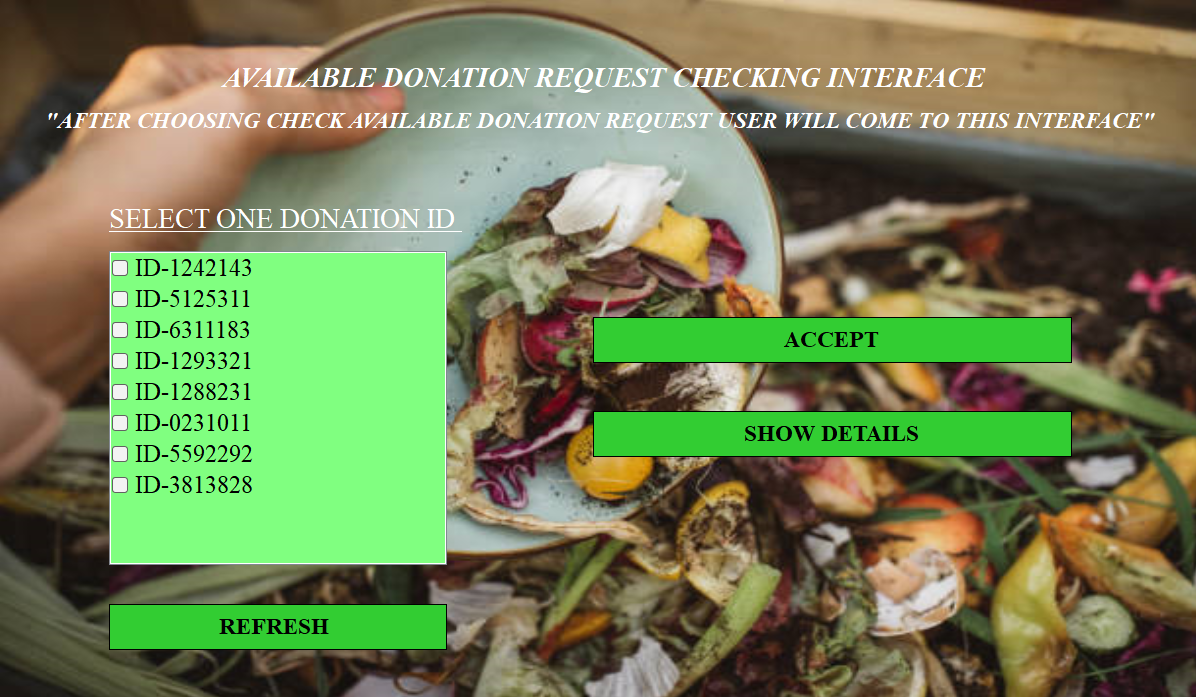 AVAILABLE DONATION REQUEST CHECKING INTERFACE
"AFTER CHOOSING CHECK AVAILABLE DONATION REQUEST USER WILL COME TO THIS INTERFACE"
SELECT ONE DONATION ID
ID-1242143
ID-5125311
ID-6311183
ID-1293321
ID-1288231
ID-0231011
ID-5592292
ID-3813828
ACCEPT
SHOW DETAILS
REFRESH